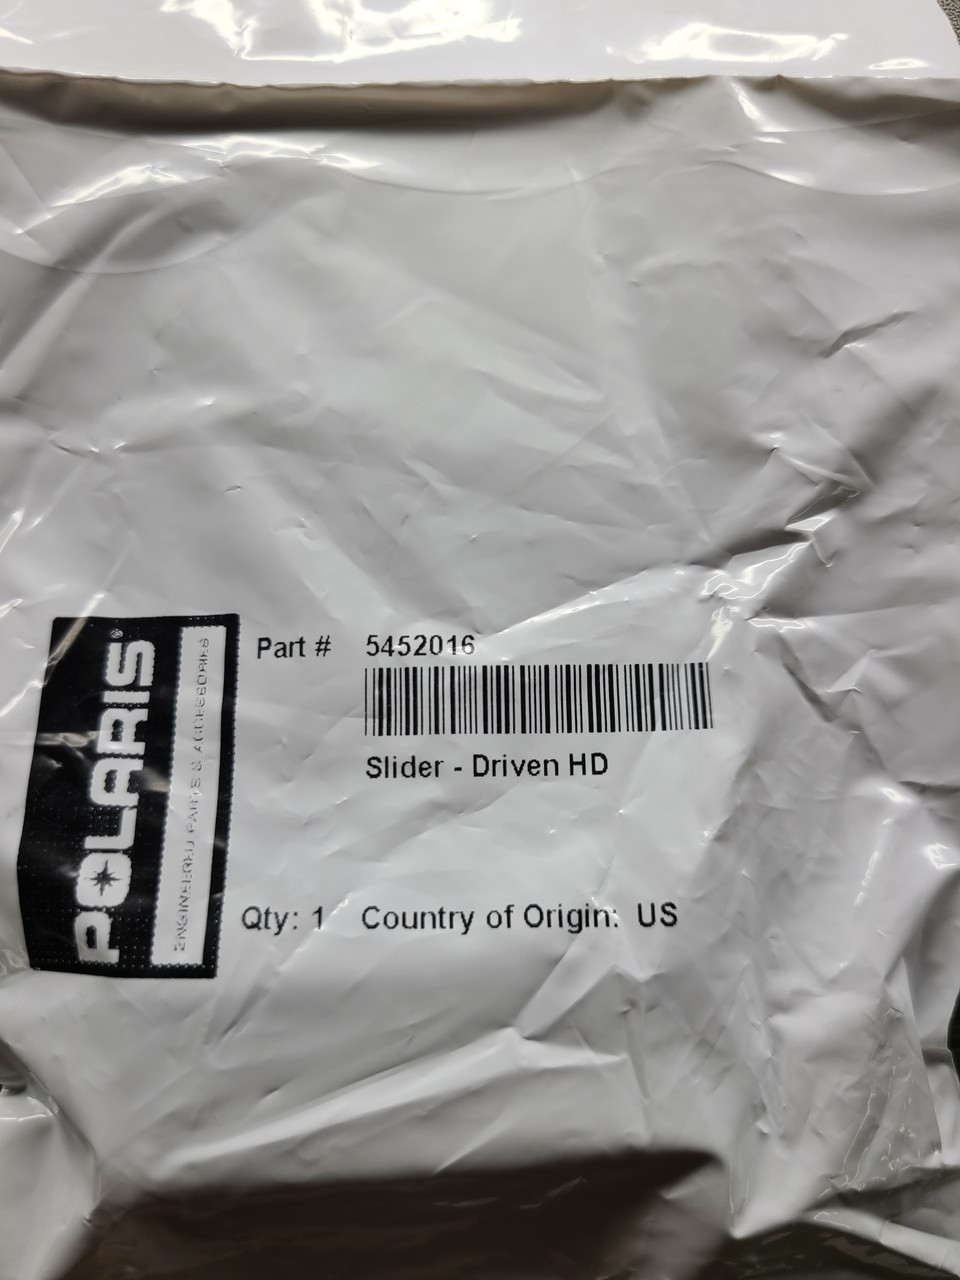 POLARIS®
ENGINEERED PARTS & ACCESSORIES
Part # 5452016
Slider - Driven HD
Qty: 1 Country of Origin: US